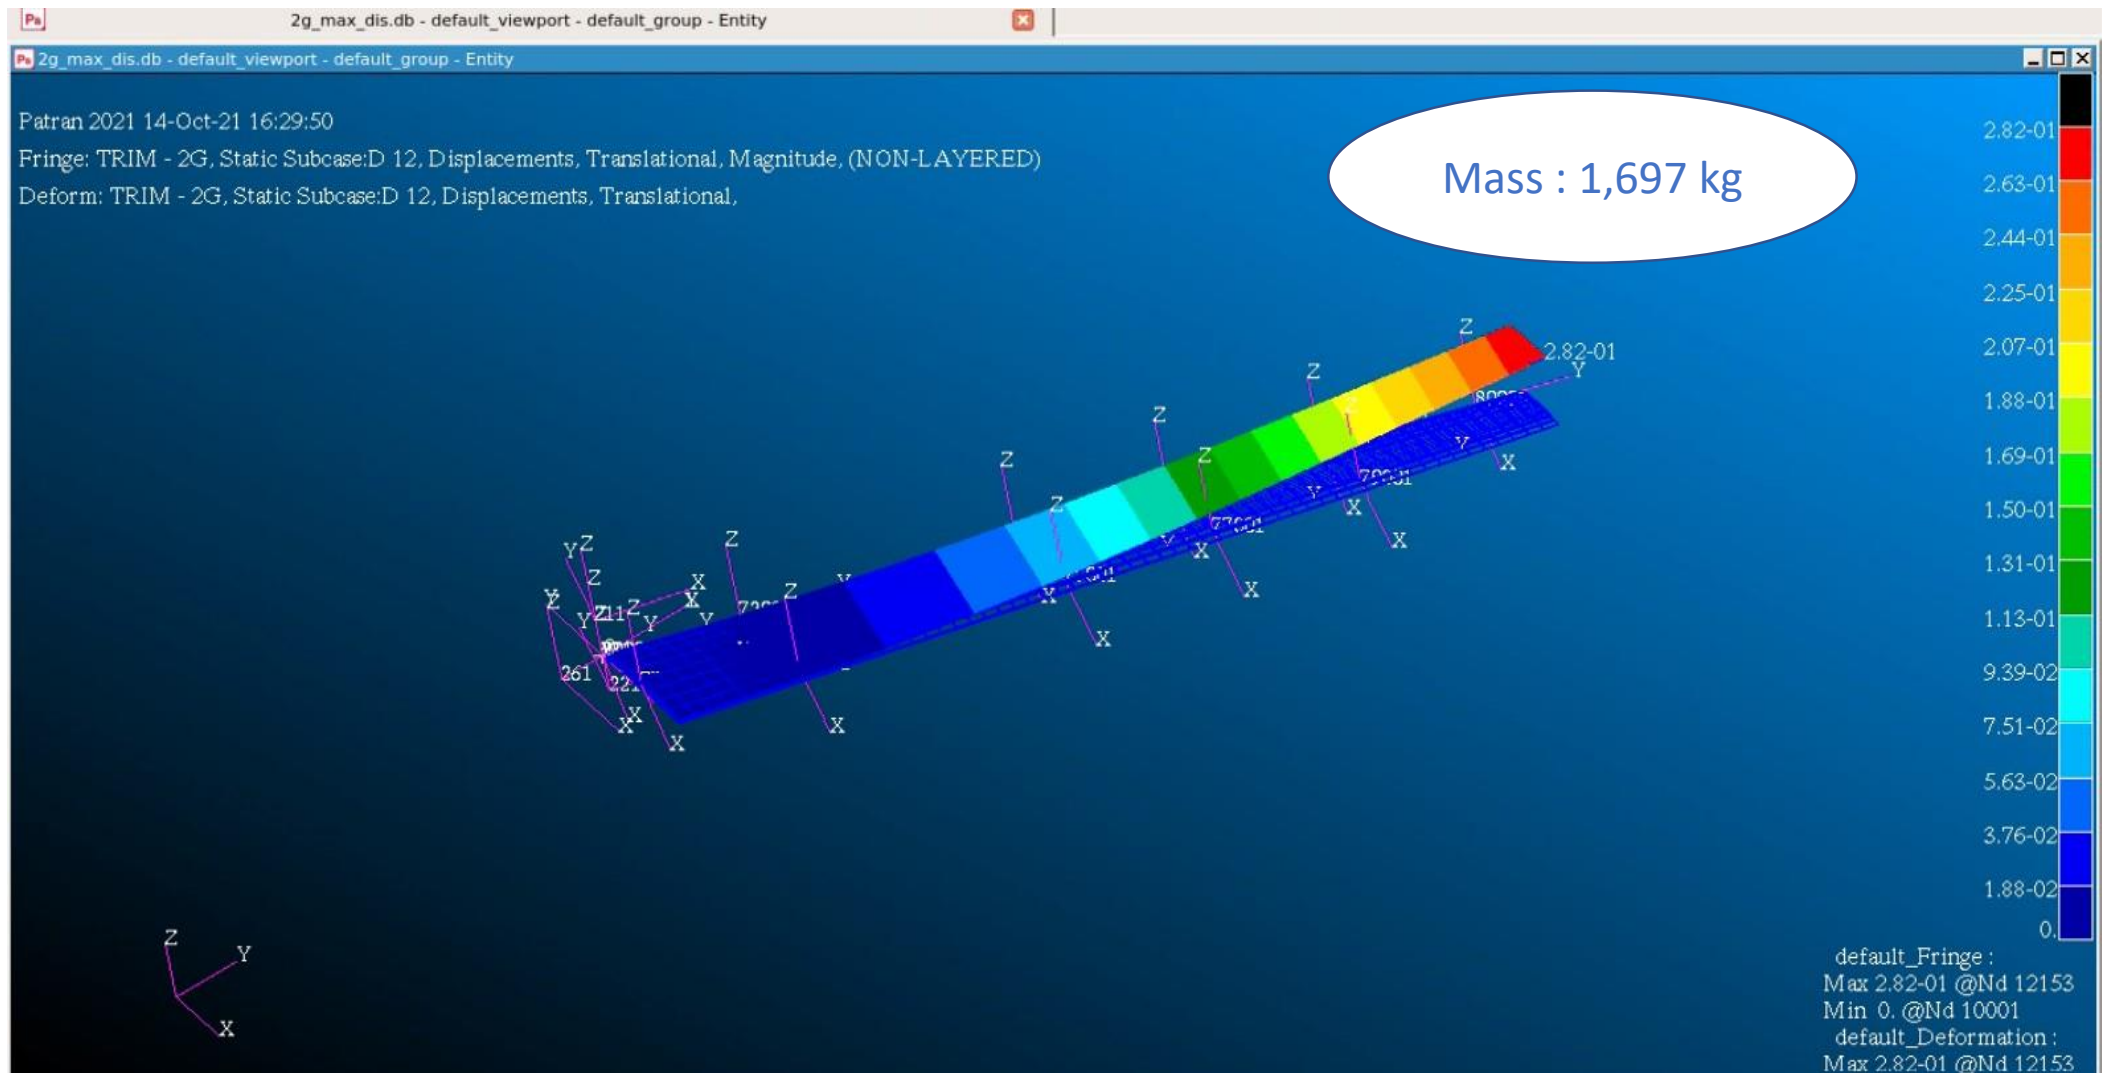 2g_max_dis.db - default_viewport - default_group - Entity
2g_max_dis.db - default_viewport - default_group - Entity
Patran 2021 14-Oct-21 16:29:50
Fringe: TRIM - 2G, Static Subcase:D 12, Displacements, Translational, Magnitude, (NON-LAYERED)
Deform: TRIM - 2G, Static Subcase:D 12, Displacements, Translational,
Mass : 1,697 kg
2.82-01
2.63-01
2.44-01
2.25-01
2.07-01
1.88-01
1.69-01
1.50-01
1.31-01
1.13-01
9.39-02
7.51-02
5.63-02
3.76-02
1.88-02
0.
2.82-01
Z
Y
Z
Z
Y
X
Z
Z
Y
X
Z
Z
Y
X
X
Z
Z
Y
X
X
Z
Z
Y
X
X
YZ
Z
X
X
Z
Y
Y
Y
261
X
X
X
X
Z
Y
X
default_Fringe :
Max 2.82-01 @Nd 12153
Min 0. @Nd 10001
default_Deformation :
Max 2.82-01 @Nd 12153